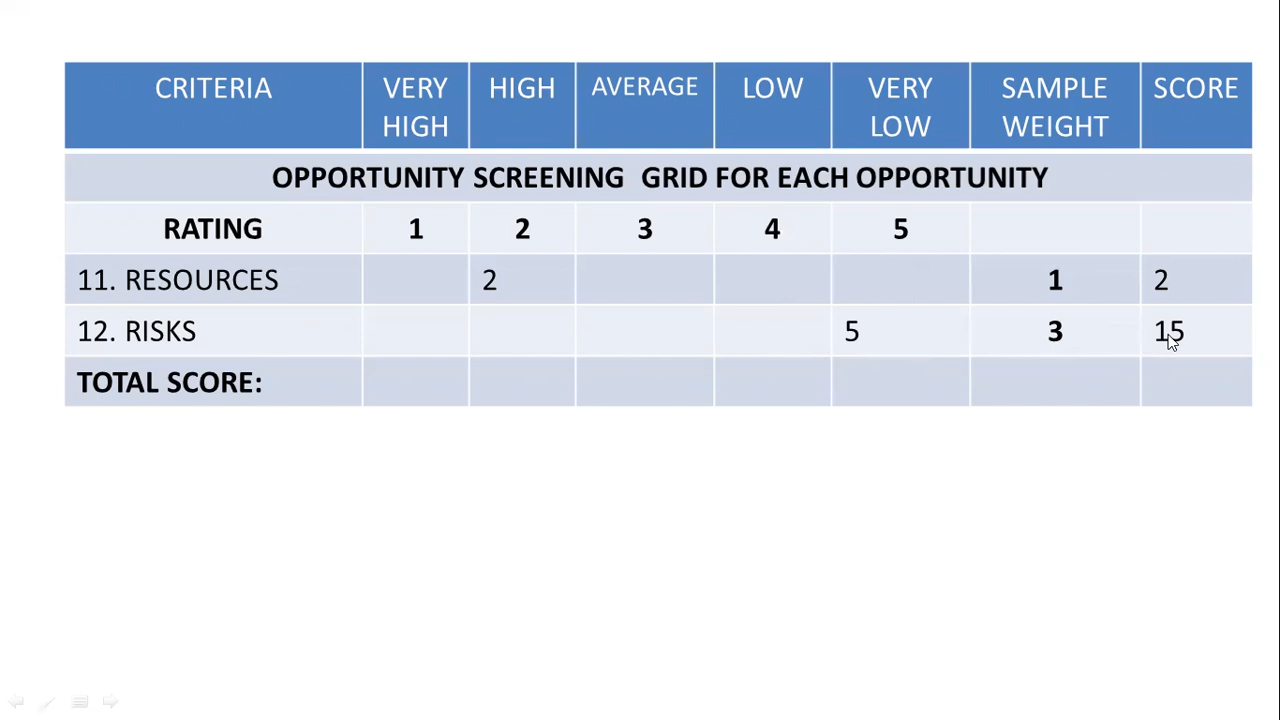 CRITERIA VERY HIGH HIGH AVERAGE LOW VERY LOW SAMPLE WEIGHT SCORE
OPPORTUNITY SCREENING GRID FOR EACH OPPORTUNITY
RATING 1 2 3 4 5
11. RESOURCES 2 1 2
12. RISKS 5 3 15
TOTAL SCORE: